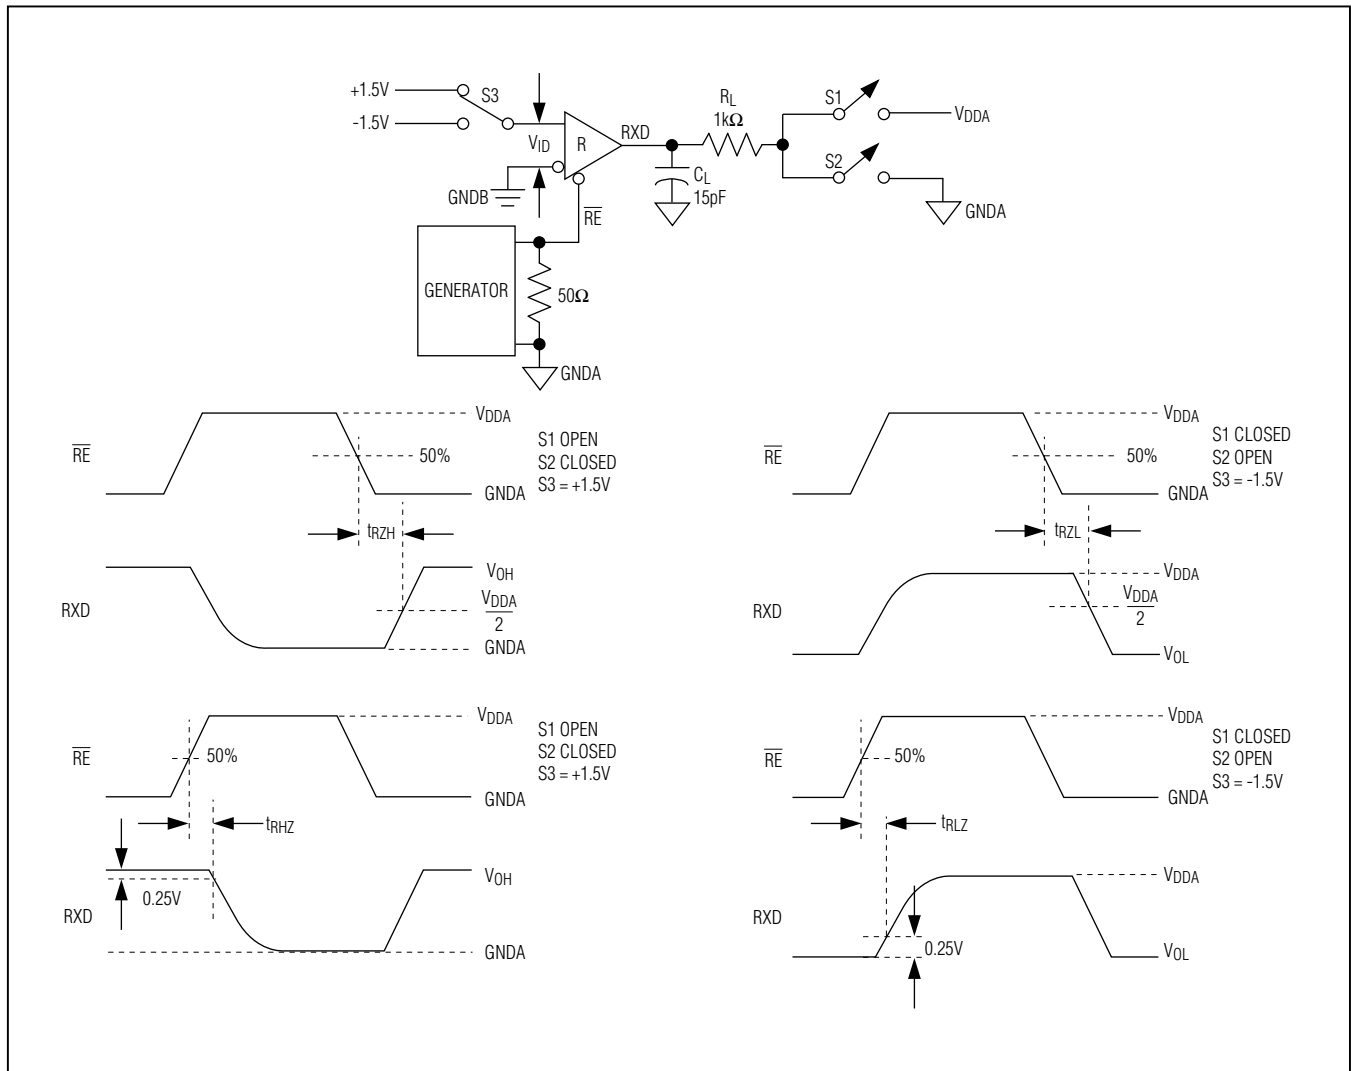 +1.5V
-1.5V
S3
VID
R
RXD
RL
1kΩ
S1
VDDA
S2
CL
15pF
GNDA
GNDB
RE
GENERATOR
50Ω
GNDA
RE
VDDA
50%
GNDA
S1 OPEN
S2 CLOSED
S3 = +1.5V
tRZH
RXD
VOH
VDDA
2
GNDA
RE
VDDA
50%
GNDA
S1 CLOSED
S2 OPEN
S3 = -1.5V
tRZL
RXD
VDDA
VDDA
2
VOL
RE
VDDA
50%
GNDA
S1 OPEN
S2 CLOSED
S3 = +1.5V
tRHZ
RXD
0.25V
VOH
GNDA
RE
VDDA
50%
GNDA
S1 CLOSED
S2 OPEN
S3 = -1.5V
tRLZ
RXD
VDDA
0.25V
VOL